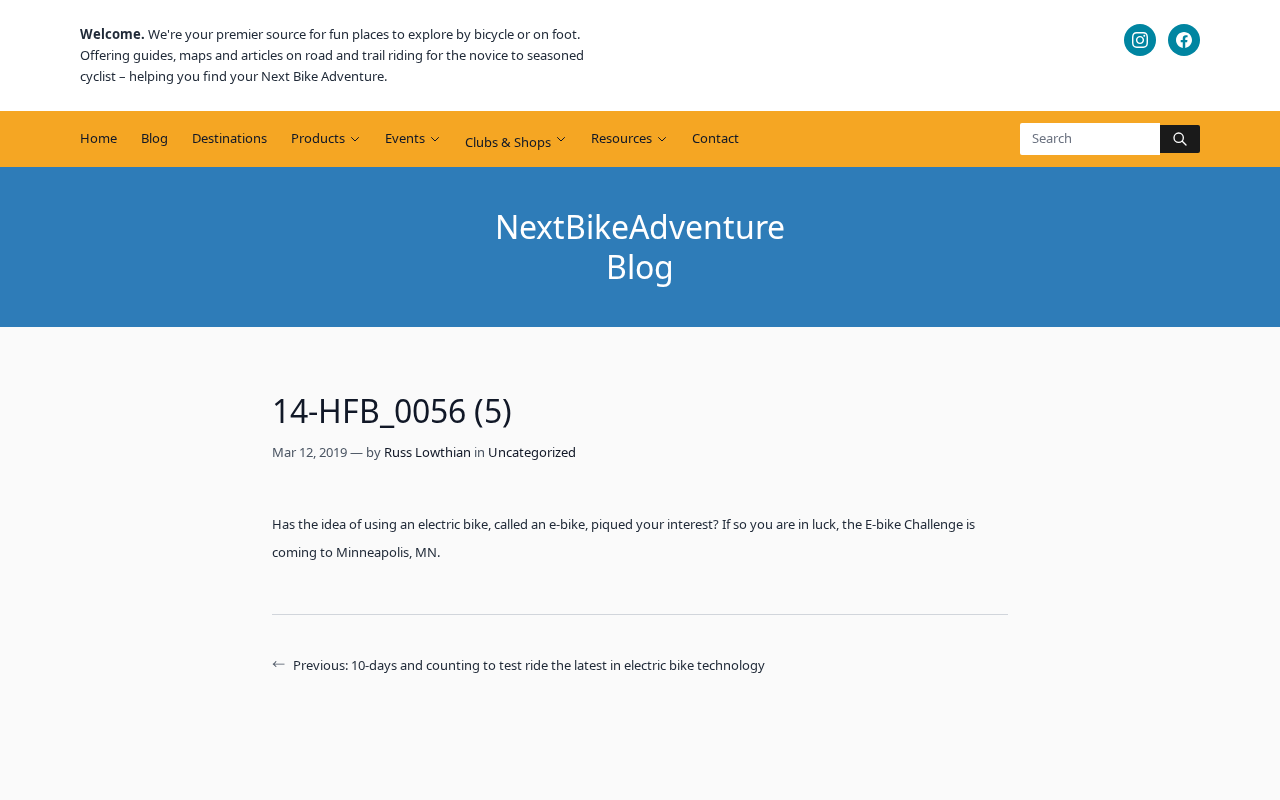 Welcome. We're your premier source for fun places to explore by bicycle or on foot.
Offering guides, maps and articles on road and trail riding for the novice to seasoned
cyclist – helping you find your Next Bike Adventure.
Home Blog Destinations Products Events Clubs & Shops Resources Contact Search
NextBikeAdventure
Blog
14-HFB_0056 (5)
Mar 12, 2019 — by Russ Lowthian in Uncategorized
Has the idea of using an electric bike, called an e-bike, piqued your interest? If so you are in luck, the E-bike Challenge is
coming to Minneapolis, MN.
← Previous: 10-days and counting to test ride the latest in electric bike technology